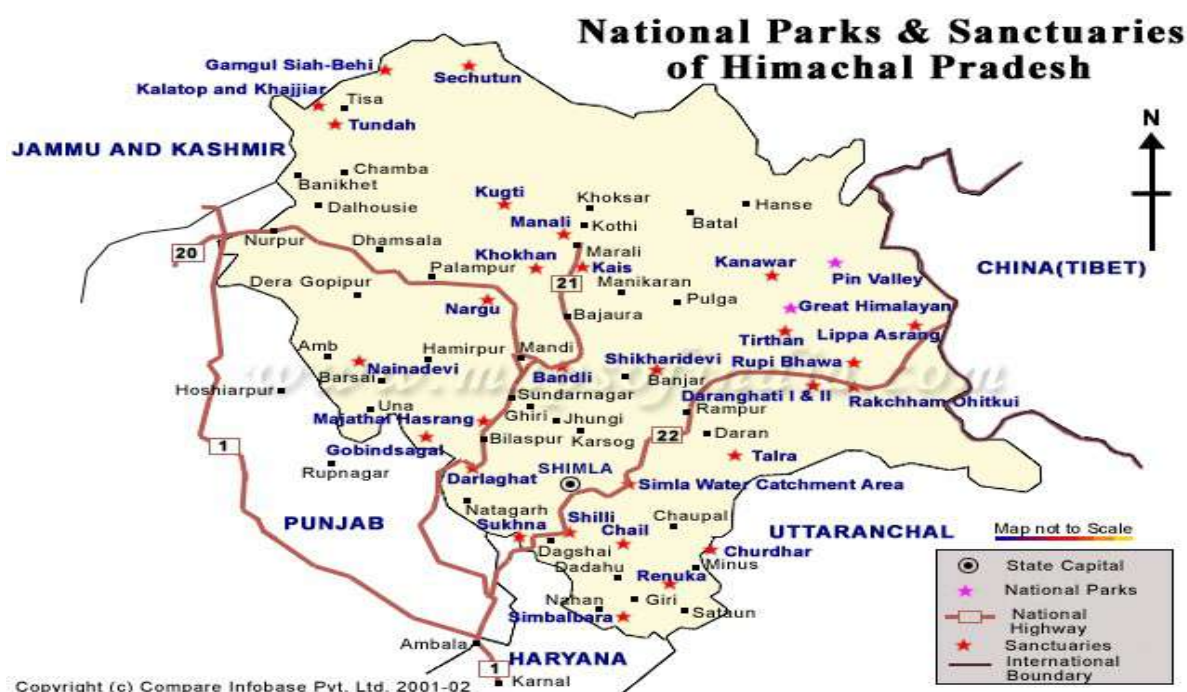 National Parks & Sanctuaries
of Himachal Pradesh
Gamgul Siah-Behi
Sechutun
Kalatop and Khajjiar
Tisa
Tundah
N
JAMMU AND KASHMIR
Chamba
Banikhet
Dalhousie
Kugti
Khoksar
Hanse
Batal
Manali
Kothi
Nurpur
20
Dhamsala
Khokhan
Marali
Kais
Kanawar
Pin Valley
CHINA(TIBET)
Palampur
Dera Gopipur
21
Manikaran
Pulga
Nargu
Bajaura
Great Himalayan
Tirthan
Lippa Asrang
Amb
Hamirpur
Mandi
Nainadevi
Barsai
Bandli
Shikharidevi
Banjar
Rupi Bhawa
Hoshiarpur
Sundarnagar
Daranghati I & II
Rakchham Ohitkui
Una
Ghiri
Jhungi
Rampur
Majathal Hasrang
Karsog
22
Daran
1
Gobindsagal
Bilaspur
Talra
Rupnagar
Darlaghat
SHIMLA
Simla Water Catchment Area
PUNJAB
Natagarh
Sukhna
Shilli
Chail
Chaupal
UTTARANCHAL
Map not to Scale
Dagshai
Churdhar
Dadahu
Minus
Renuka
Nahan
Giri
Sataun
Simbalbara
Ambala
HARYANA
1
Karnal
State Capital
National Parks
National
Highway
Sanctuaries
International
Boundary
Copyright (c) Compare Infobase Pvt. Ltd. 2001-02